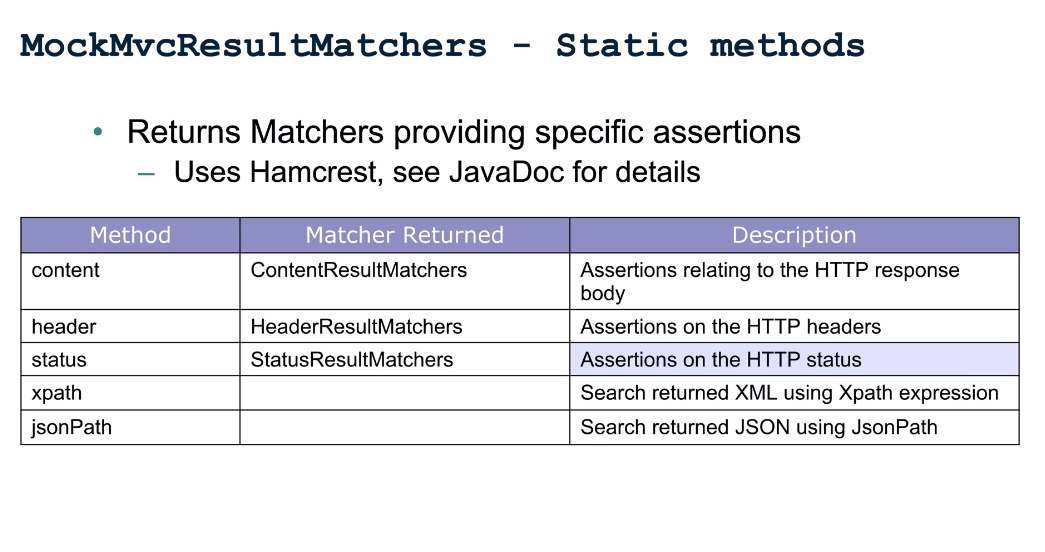 MockMvcResultMatchers - Static methods
• Returns Matchers providing specific assertions
– Uses Hamcrest, see JavaDoc for details
Method Matcher Returned Description
content ContentResultMatchers Assertions relating to the HTTP response
body
header HeaderResultMatchers Assertions on the HTTP headers
status StatusResultMatchers Assertions on the HTTP status
xpath Search returned XML using Xpath expression
jsonPath Search returned JSON using JsonPath